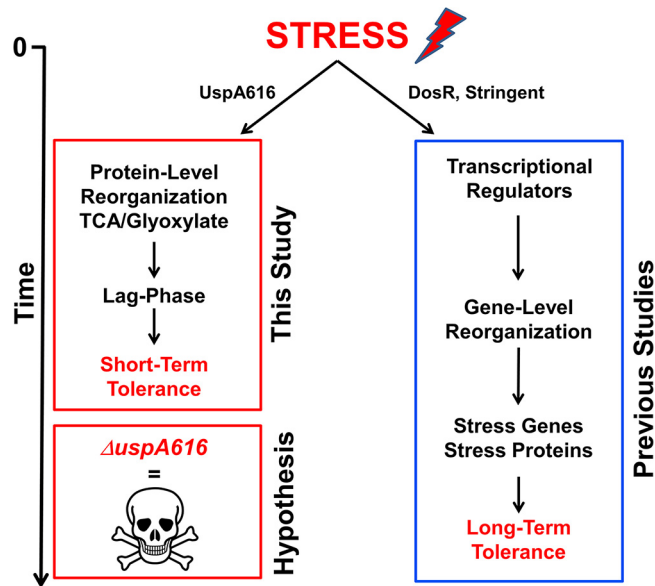 0
STRESS
UspA616
DosR, Stringent
Time
Protein-Level
Reorganization
TCA/Glyoxylate
Lag-Phase
Short-Term
Tolerance
This Study
ΔuspA616
=
Hypothesis
Transcriptional
Regulators
Gene-Level
Reorganization
Stress Genes
Stress Proteins
Long-Term
Tolerance
Previous Studies